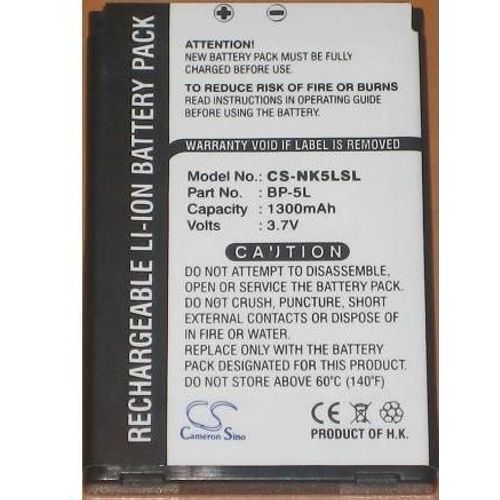 RECHARGEABLE LI-ION BATTERY PACK
ATTENTION!
NEW BATTERY PACK MUST BE FULLY
CHARGED BEFORE USE.
TO REDUCE RISK OF FIRE OR BURNS
READ INSTRUCTIONS IN OPERATING GUIDE
BEFORE BATTERY USE.
WARRANTY VOID IF LABEL IS REMOVED
Model No.: CS-NK5LSL
Part No. : BP-5L
Capacity : 1300mAh
Volts : 3.7V
CAUTION
DO NOT ATTEMPT TO DISASSEMBLE,
OPEN OR SERVICE THE BATTERY PACK.
DO NOT CRUSH, PUNCTURE, SHORT
EXTERNAL CONTACTS OR DISPOSE OF
IN FIRE OR WATER.
REPLACE ONLY WITH THE BATTERY
PACK DESIGNATED FOR THIS PRODUCT.
DO NOT STORE ABOVE 60°C (140°F)
CS
Cameron Sino
CE
PRODUCT OF H.K.